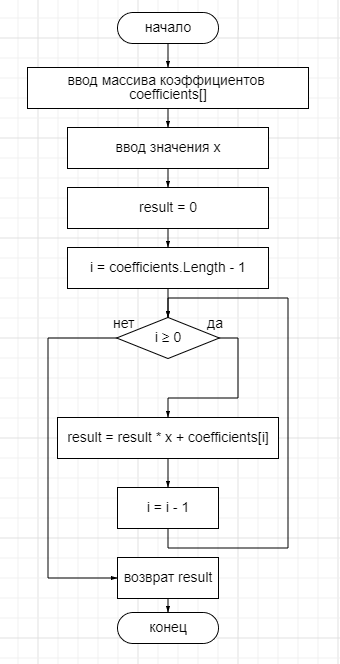 начало
ввод массива коэффициентов
coefficients[]
ввод значения x
result = 0
i = coefficients.Length - 1
нет
да
i ≥ 0
result = result * x + coefficients[i]
i = i - 1
возврат result
конец